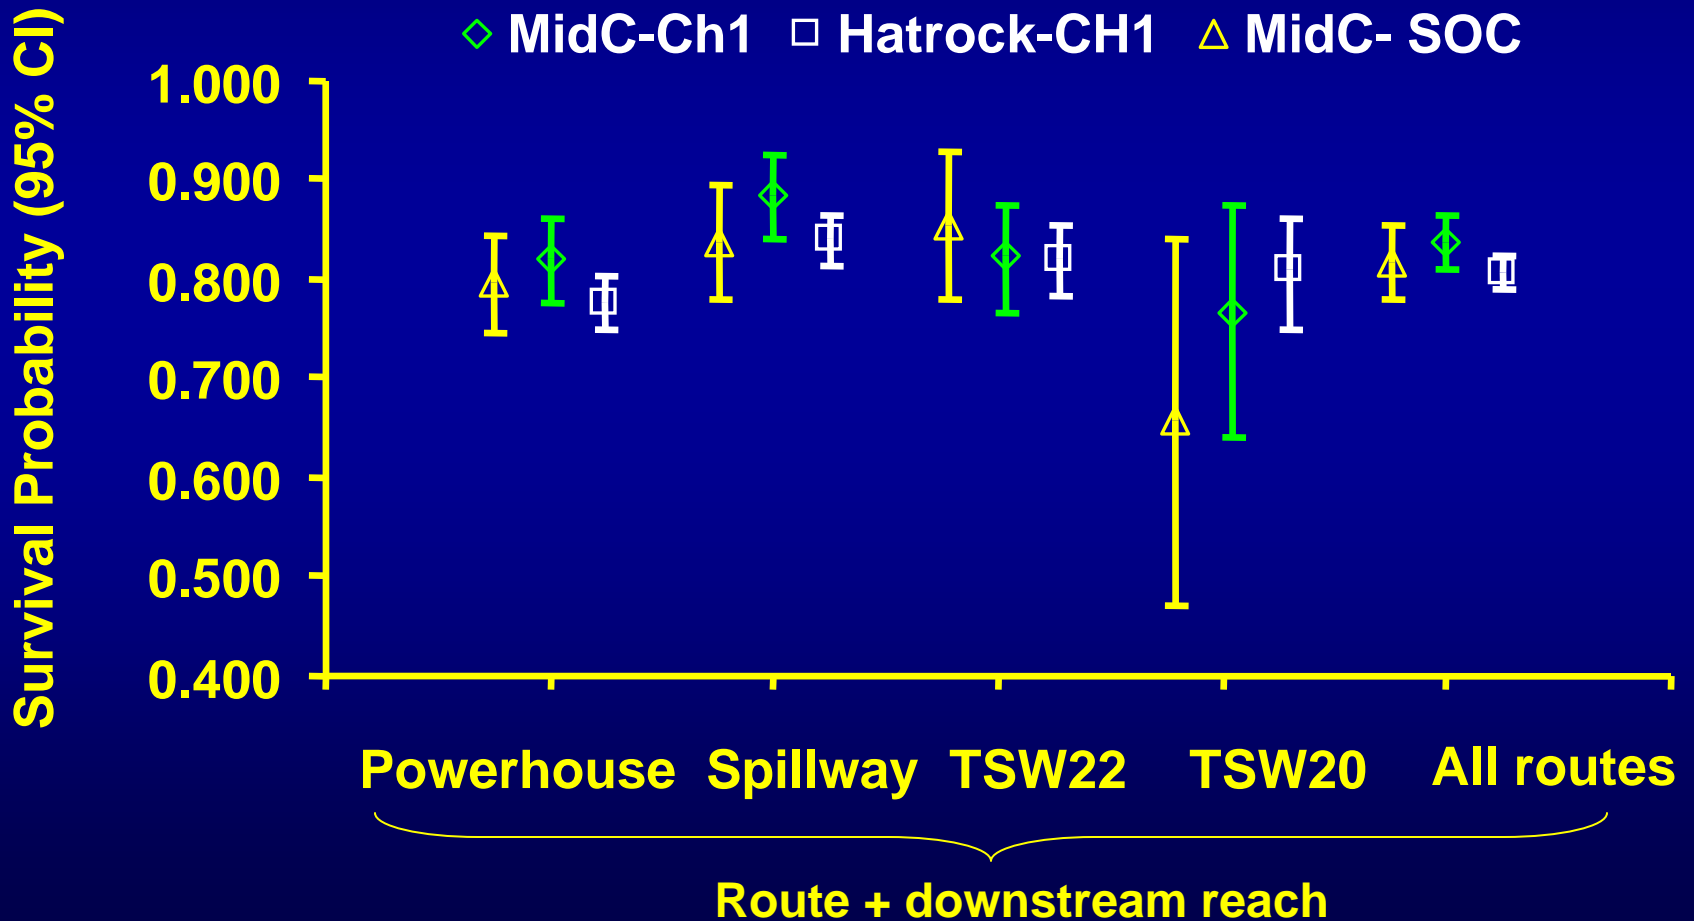 MidC-Ch1 Hatrock-CH1 MidC- SOC
Survival Probability (95% CI)
1.000
0.900
0.800
0.700
0.600
0.500
0.400
Powerhouse Spillway TSW22 TSW20 All routes
Route + downstream reach